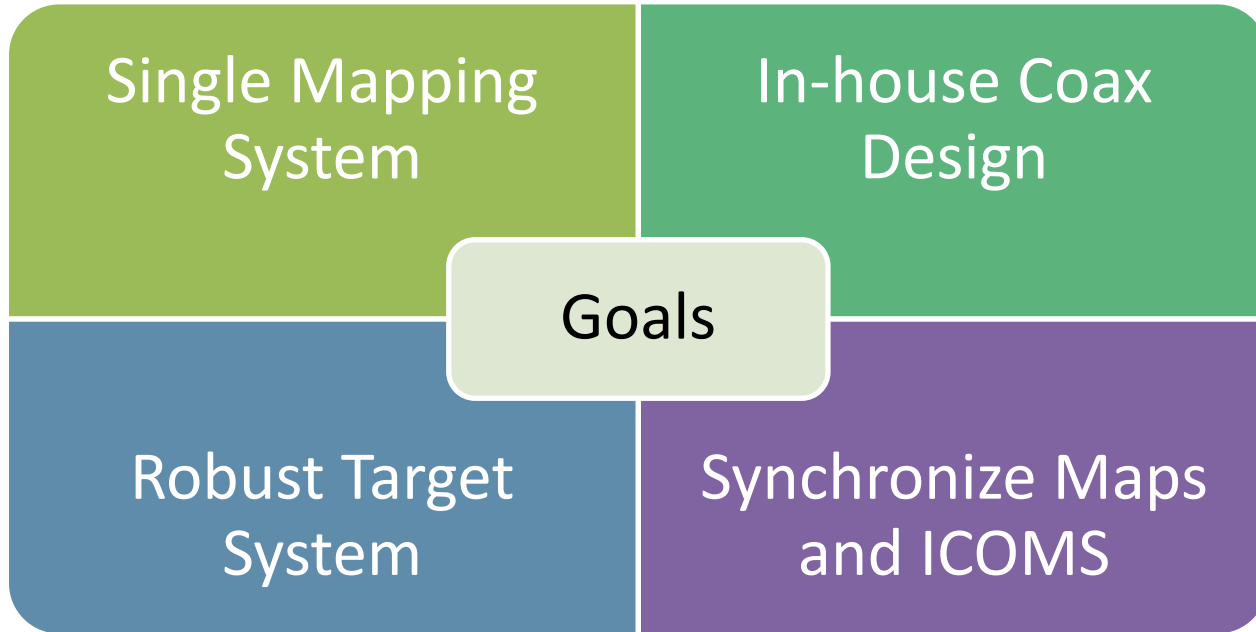 Single Mapping
System
In-house Coax
Design
Goals
Robust Target
System
Synchronize Maps
and ICOMS